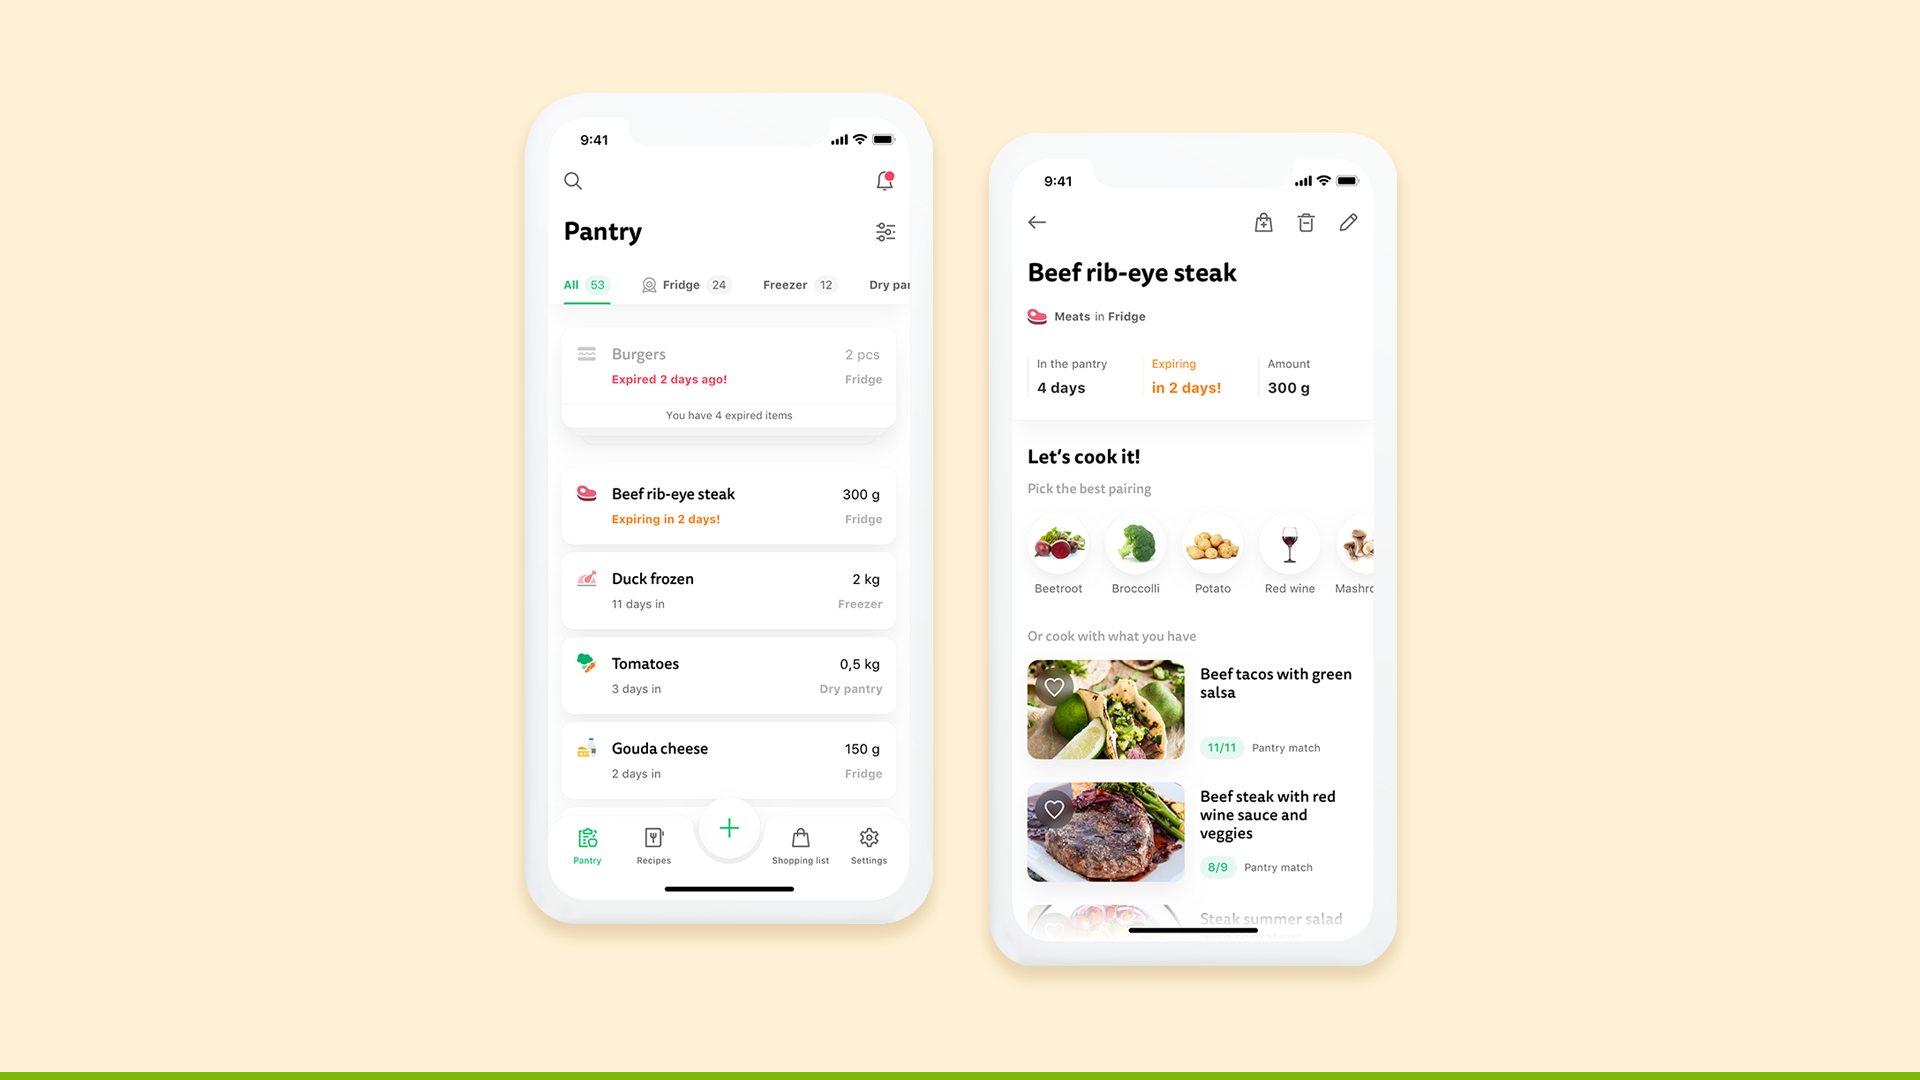 9:41
Pantry
All 53 Fridge 24 Freezer 12 Dry pa
Burgers 2 pcs
Expired 2 days ago! Fridge
You have 4 expired items
Beef rib-eye steak 300 g
Expiring in 2 days! Fridge
Duck frozen 2 kg
11 days in Freezer
Tomatoes 0,5 kg
3 days in Dry pantry
Gouda cheese 150 g
2 days in Fridge
Pantry Recipes Shopping list Settings
9:41
Beef rib-eye steak
Meats in Fridge
In the pantry Expiring Amount
4 days in 2 days! 300 g
Let's cook it!
Pick the best pairing
Beetroot Broccolli Potato Red wine Mashro
Or cook with what you have
Beef tacos with green
salsa
11/11 Pantry match
Beef steak with red
wine sauce and
veggies
8/9 Pantry match
Steak summer salad